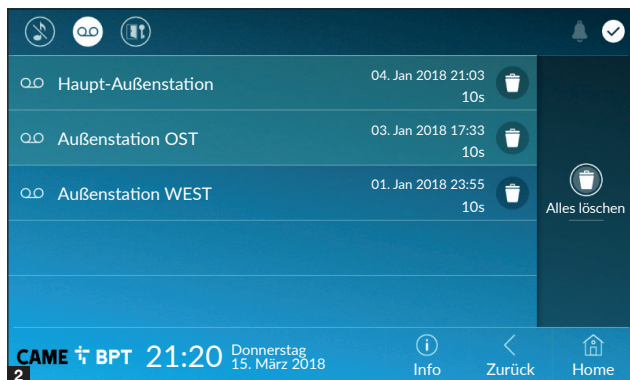 Haupt-Außenstation
04. Jan 2018 21:03
10s
Außenstation OST
03. Jan 2018 17:33
10s
Außenstation WEST
01. Jan 2018 23:55
10s
Alles löschen
CAME BPT 21:20 Donnerstag
15. März 2018
Info
Zurück
Home
2